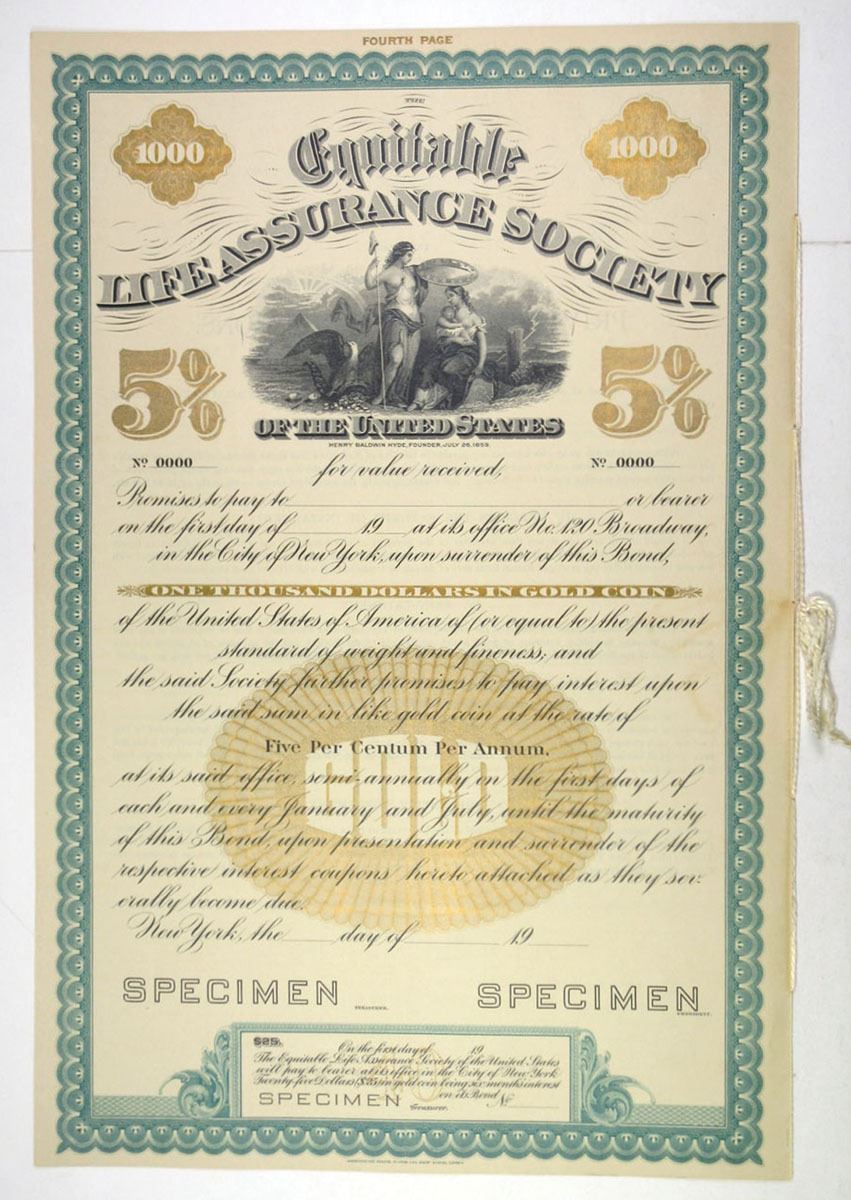 FOURTH PAGE
THE
1000 Equitable 1000
LIFE ASSURANCE SOCIETY
5% 5%
OF THE UNITED STATES
HENRY BALDWIN HYDE, FOUNDER, JULY 26, 1859.
No 0000 for value received, No 0000
Promises to pay to or bearer
on the first day of 19 at its office No. 120 Broadway,
in the City of New York, upon surrender of this Bond,
ONE THOUSAND DOLLARS IN GOLD COIN
of the United States of America of (or equal to) the present
standard of weight and fineness; and
the said Society further promises to pay interest upon
the said sum in like gold coin at the rate of
Five Per Centum Per Annum,
GOLD
at its said office, semi-annually on the first days of
each and every January and July, until the maturity
of this Bond, upon presentation and surrender of the
respective interest coupons hereto attached as they sev-
erally become due.
New York, the day of 19
SPECIMEN TREASURER. SPECIMEN PRESIDENT.
$25. On the first day of 19
The Equitable Life Assurance Society of the United States
will pay to bearer at its office in the City of New York
Twenty-five Dollars ($25) in gold coin being six months interest
on its Bond No
SPECIMEN Treasurer.